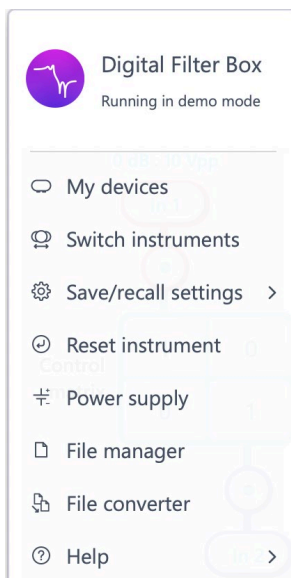 Digital Filter Box
Running in demo mode
My devices
Switch instruments
Save/recall settings
Reset instrument
Power supply
File manager
File converter
Help